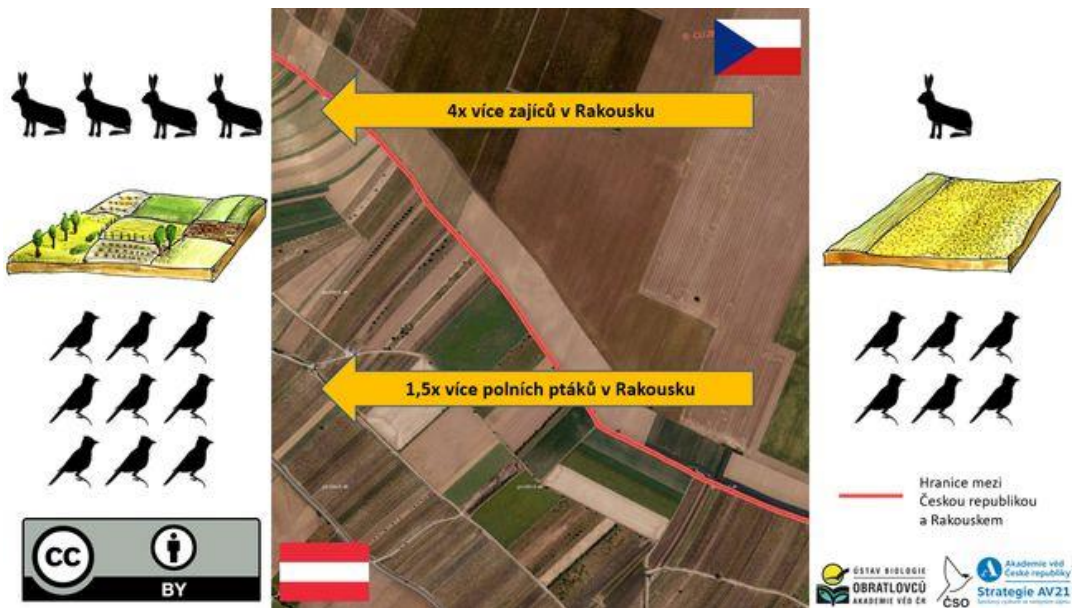 4x více zajíců v Rakousku
1,5x více polních ptáků v Rakousku
Hranice mezi
Českou republikou
a Rakouskem
CC
BY
ÚSTAV BIOLOGIE
OBRATLOVCŮ
AKADEMIE VĚD ČR
ČSO
Akademie věd
České republiky
Strategie AV21